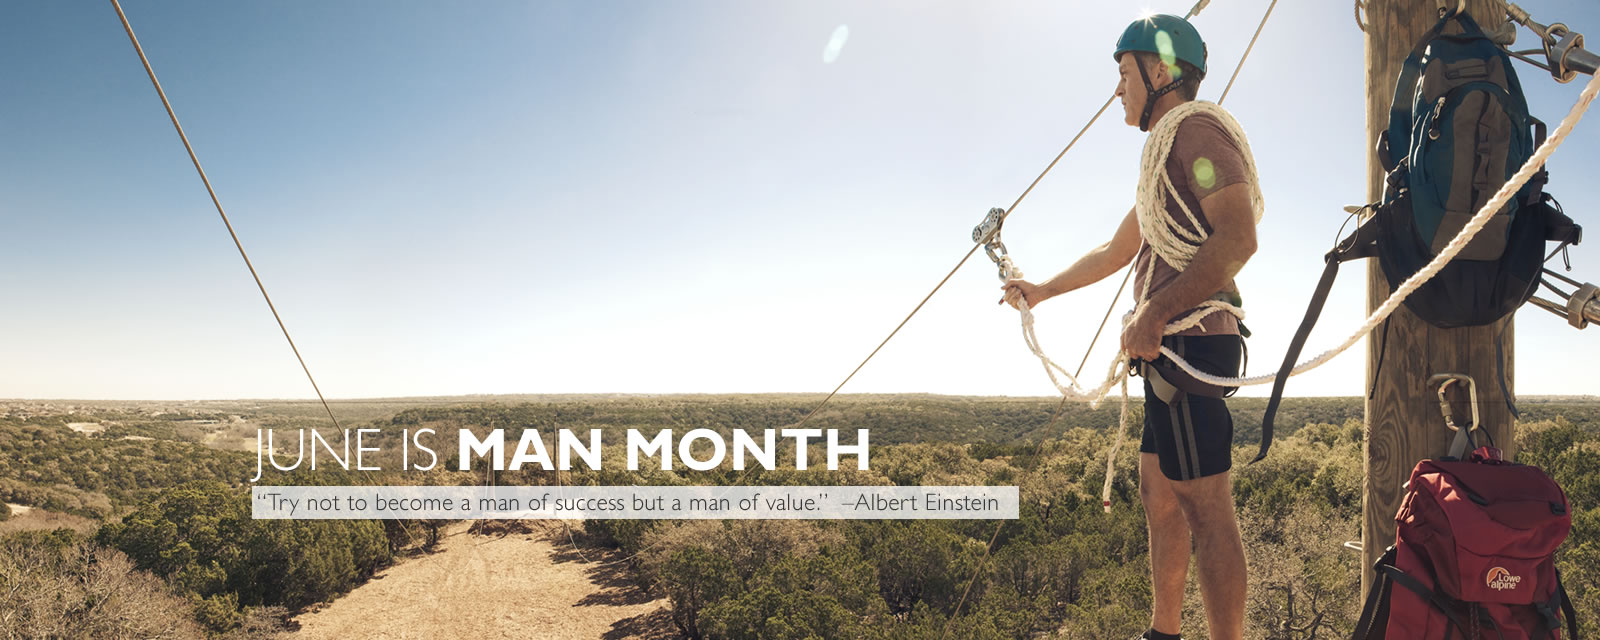 JUNE IS MAN MONTH
“Try not to become a man of success but a man of value.” –Albert Einstein
Lowe
alpine